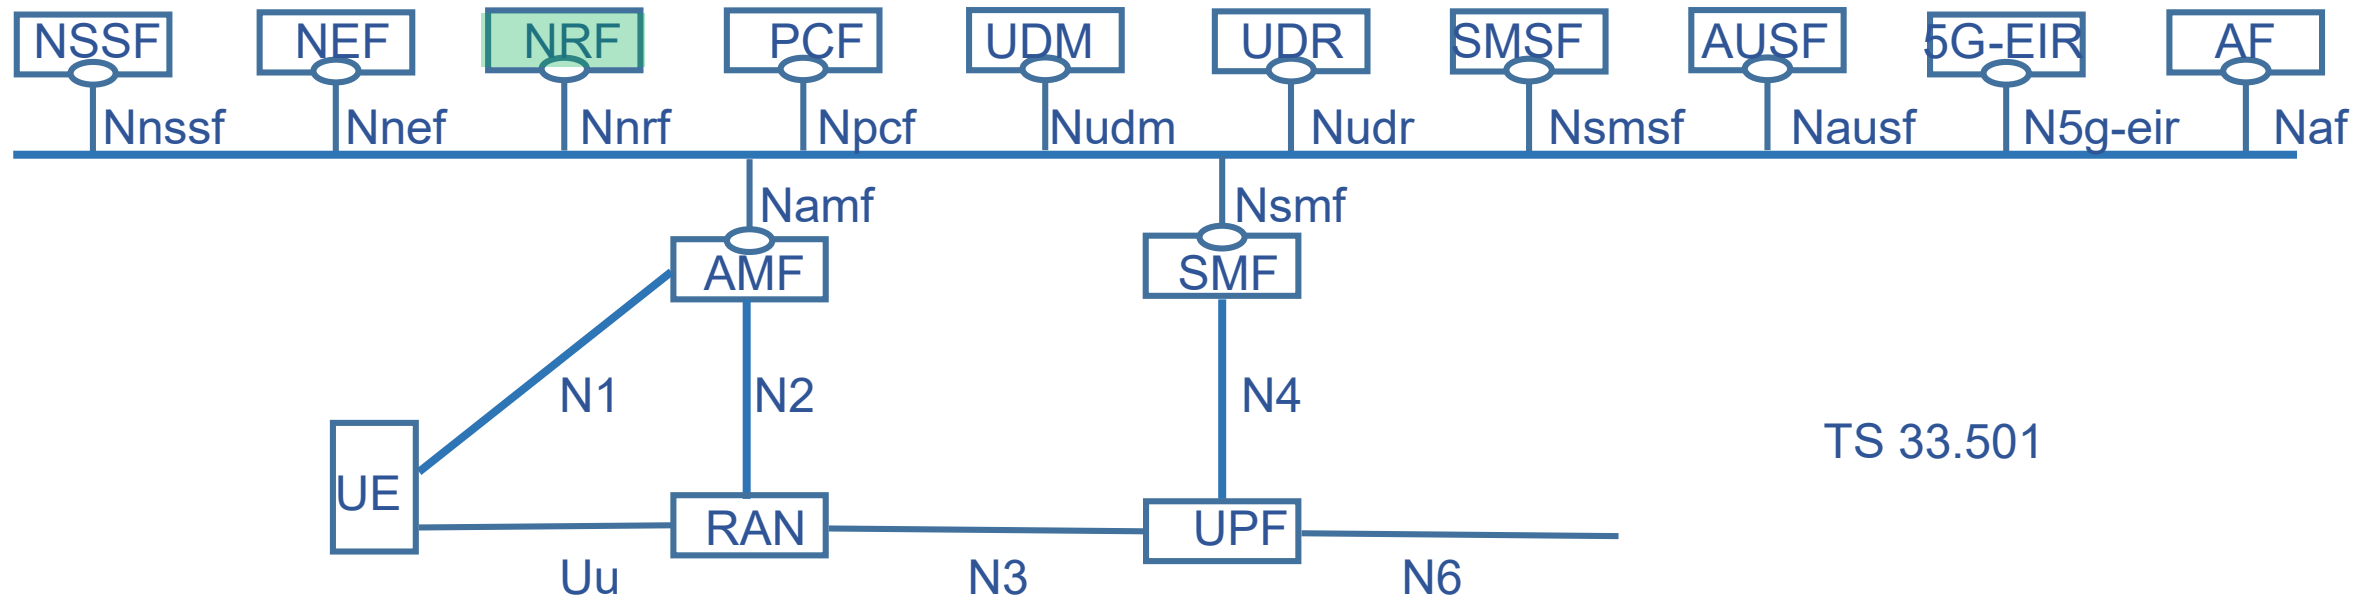 NSSF NEF NRF PCF UDM UDR SMSF AUSF 5G-EIR AF
Nnssf Nnef Nnrf Npcf Nudm Nudr Nsmsf Nausf N5g-eir Naf
Namf Nsmf
AMF SMF
N1 N2 N4
TS 33.501
UE
RAN UPF
Uu N3 N6